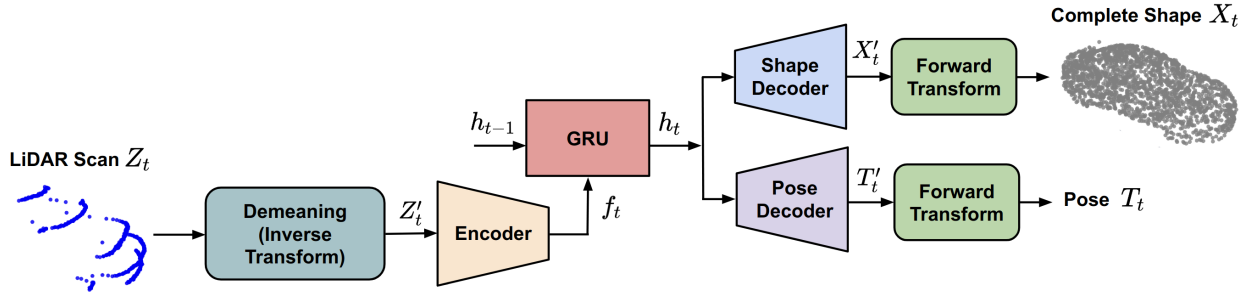 LiDAR Scan Z_t
Demeaning
(Inverse
Transform)
Z'_t
Encoder
f_t
h_{t-1}
GRU
h_t
Shape
Decoder
X'_t
Forward
Transform
Complete Shape X_t
Pose
Decoder
T'_t
Forward
Transform
Pose T_t